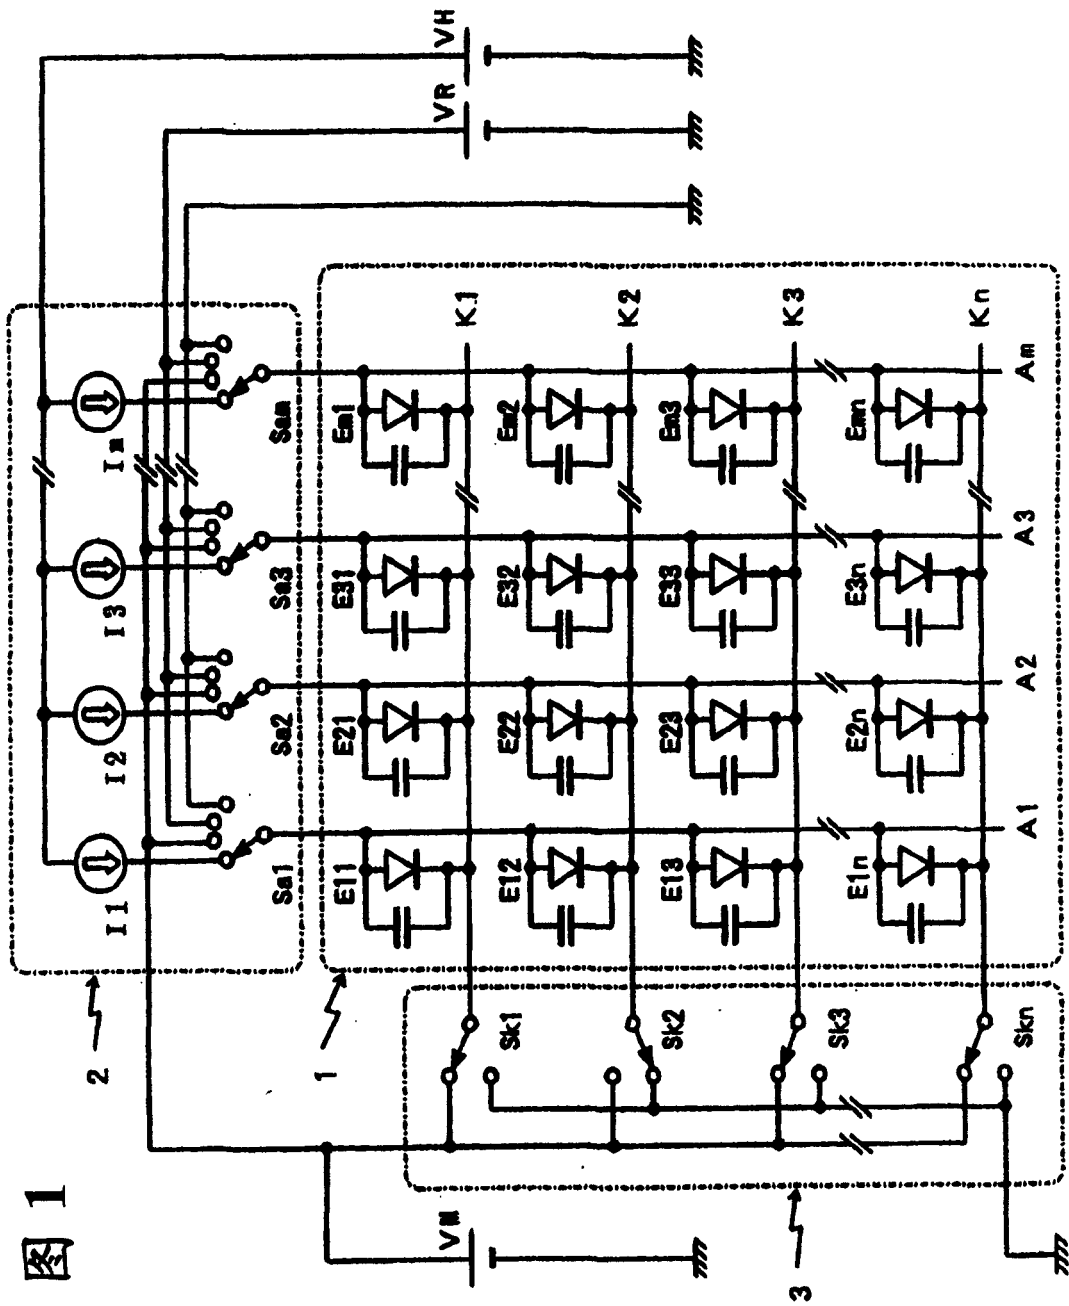 图 1
2
I1 I2 I3 Im
Sa1 Sa2 Sa3 Sam
1
E11 E21 E31 Em1
VM VR VH
K1
Sk1 E12 E22 E32 Em2
K2
Sk2 E13 E23 E33 Em3
K3
3
Sk3 E1n E2n E3n Emn
Kn
Skn A1 A2 A3 Am